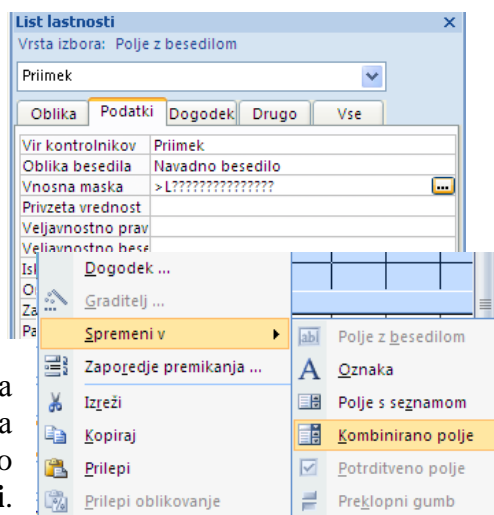 List lastnosti
Vrsta izbora: Polje z besedilom
Priimek
Oblika Podatki Dogodek Drugo Vse
Vir kontrolnikov Priimek
Oblika besedila Navadno besedilo
Vnosna maska >L??????????????? ...
Privzeta vrednost
Veljavnostno prav
Veljavnostno bese
Dogodek ...
Graditelj ...
Spremeni v
Zaporedje premikanja ...
Izreži
Kopiraj
Prilepi
Prilepi oblikovanje
Polje z besedilom
Oznaka
Polje s seznamom
Kombinirano polje
Potrditveno polje
Preklopni gumb
a
a
o
i.